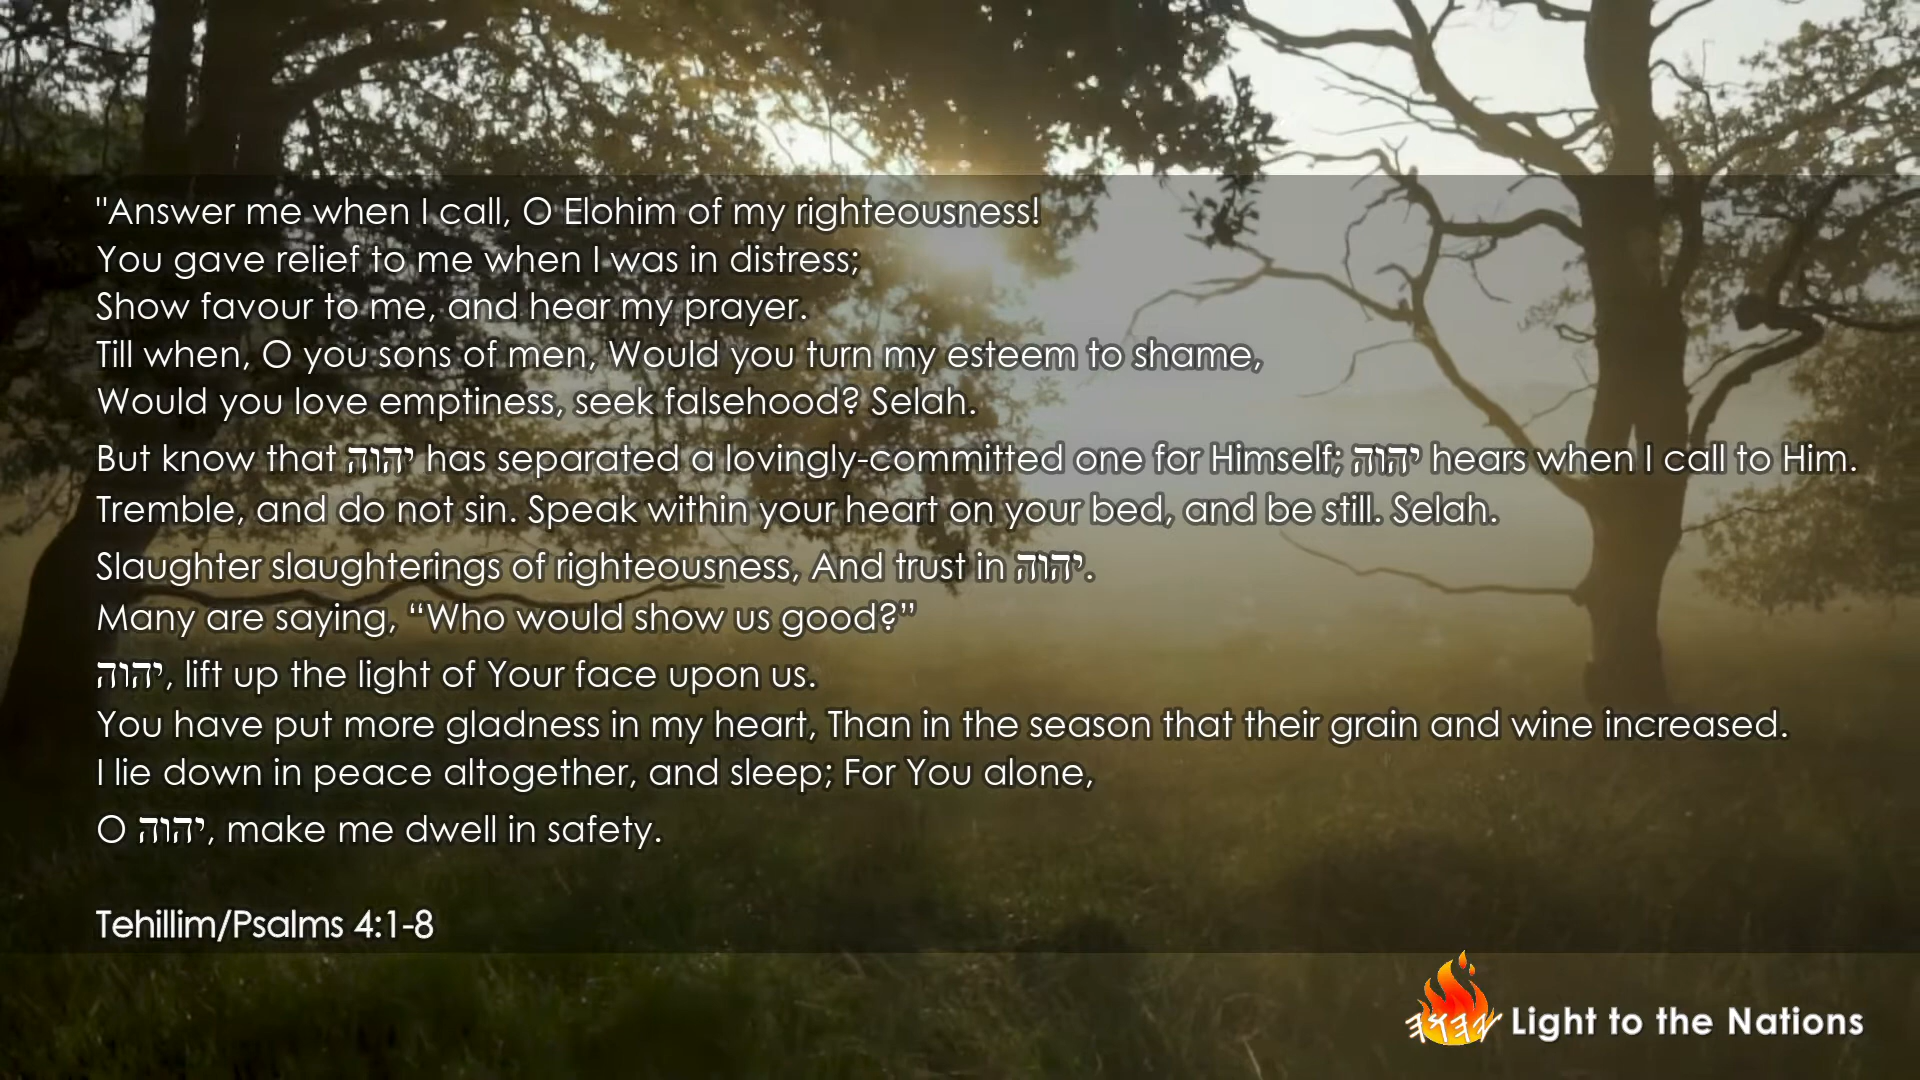 "Answer me when I call, O Elohim of my righteousness!
You gave relief to me when I was in distress;
Show favour to me, and hear my prayer.
Till when, O you sons of men, Would you turn my esteem to shame,
Would you love emptiness, seek falsehood? Selah.
But know that יהוה has separated a lovingly-committed one for Himself; יהוה hears when I call to Him.
Tremble, and do not sin. Speak within your heart on your bed, and be still. Selah.
Slaughter slaughterings of righteousness, And trust in יהוה.
Many are saying, “Who would show us good?”
יהוה, lift up the light of Your face upon us.
You have put more gladness in my heart, Than in the season that their grain and wine increased.
I lie down in peace altogether, and sleep; For You alone,
O יהוה, make me dwell in safety.
Tehillim/Psalms 4:1-8
𐤉𐤄𐤅𐤄 Light to the Nations